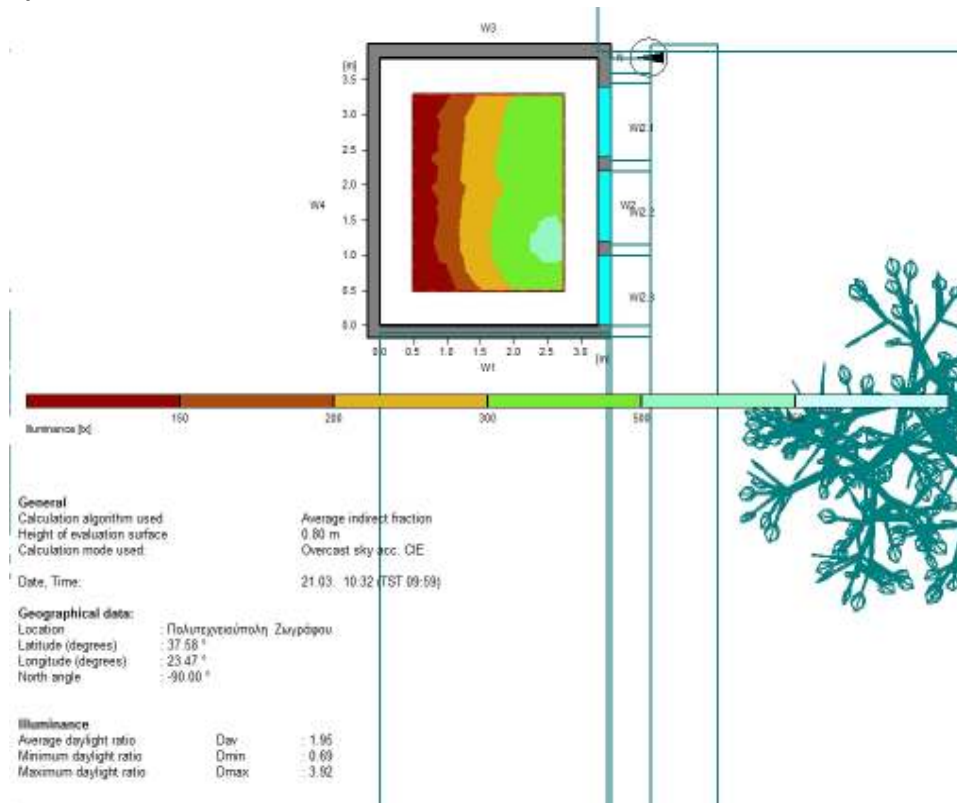 W3
[m]
N
3.5
3.0
Wi2.1
2.5
2.0
W4
W2
Wi2.2
1.5
1.0
0.5
Wi2.3
0.0
0.0 0.5 1.0 1.5 2.0 2.5 3.0 [m]
W1
150 200 300 500
Illuminance [lx]
General
Calculation algorithm used Average indirect fraction
Height of evaluation surface 0.80 m
Calculation mode used: Overcast sky acc. CIE
Date, Time: 21.03. 10:32 (TST 09:59)
Geographical data:
Location : Πολυτεχνειούπολη Ζωγράφου
Latitude (degrees) : 37.58 °
Longitude (degrees) : 23.47 °
North angle : -90.00 °
Illuminance
Average daylight ratio Dav : 1.95
Minimum daylight ratio Dmin : 0.69
Maximum daylight ratio Dmax : 3.92